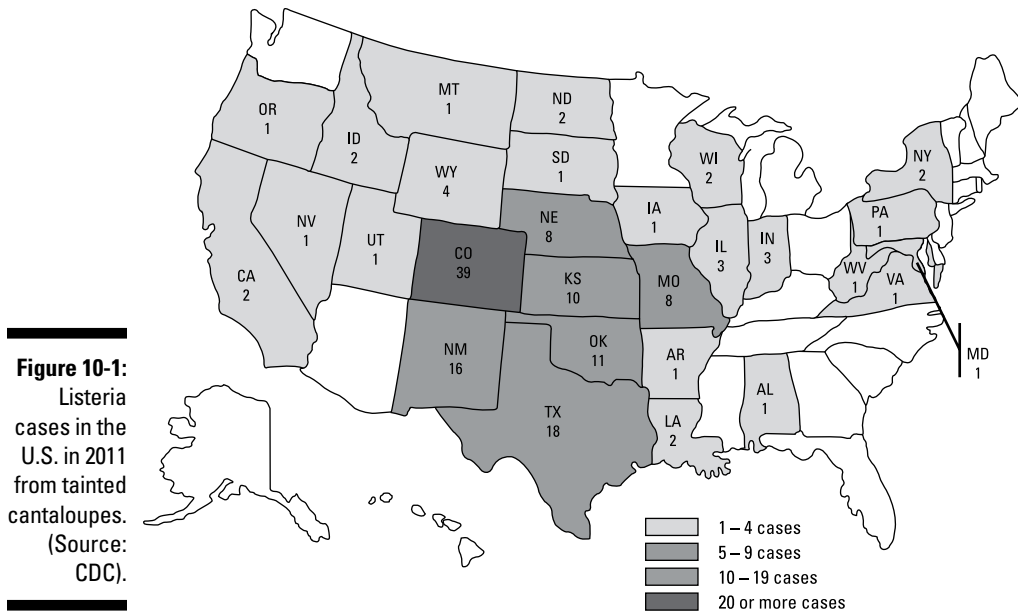 MT
1
ND
2
OR
1
ID
2
WI
2
NY
2
SD
1
WY
4
IA
1
PA
1
NE
8
NV
1
UT
1
CO
39
IL
3
IN
3
CA
2
WV
1
VA
1
KS
10
MO
8
MD
1
NM
16
OK
11
AR
1
TX
18
AL
1
LA
2
Figure 10-1:
Listeria
cases in the
U.S. in 2011
from tainted
cantaloupes.
(Source:
CDC).
1 – 4 cases
5 – 9 cases
10 – 19 cases
20 or more cases